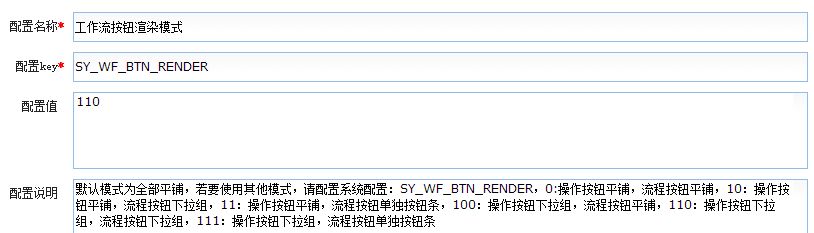 配置名称* 工作流按钮渲染模式
配置key* SY_WF_BTN_RENDER
配置值 110
配置说明 默认模式为全部平铺，若要使用其他模式，请配置系统配置：SY_WF_BTN_RENDER，0:操作按钮平铺，流程按钮平铺，10：操作按
钮平铺，流程按钮下拉组，11：操作按钮平铺，流程按钮单独按钮条，100：操作按钮下拉组，流程按钮平铺，110：操作按钮下拉
组，流程按钮下拉组，111：操作按钮下拉组，流程按钮单独按钮条